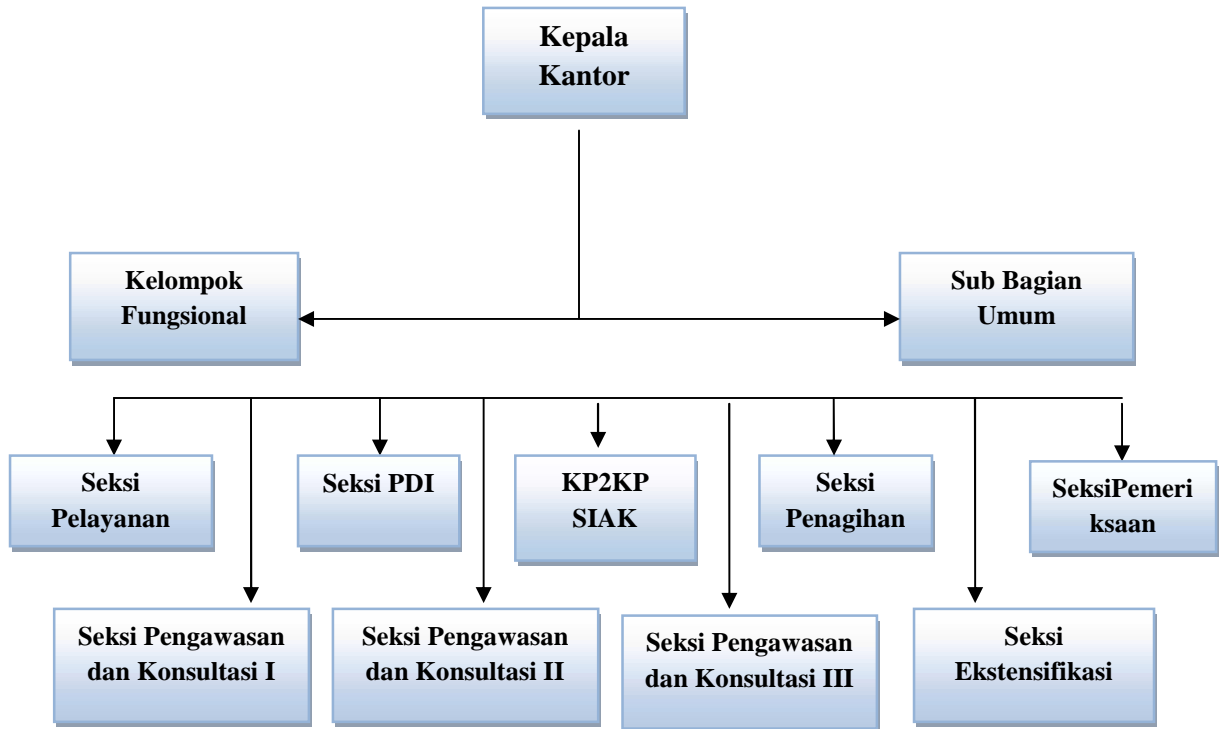 Kepala
Kantor
Kelompok
Fungsional
Sub Bagian
Umum
Seksi
Pelayanan
Seksi PDI
KP2KP
SIAK
Seksi
Penagihan
SeksiPemeri
ksaan
Seksi Pengawasan
dan Konsultasi I
Seksi Pengawasan
dan Konsultasi II
Seksi Pengawasan
dan Konsultasi III
Seksi
Ekstensifikasi